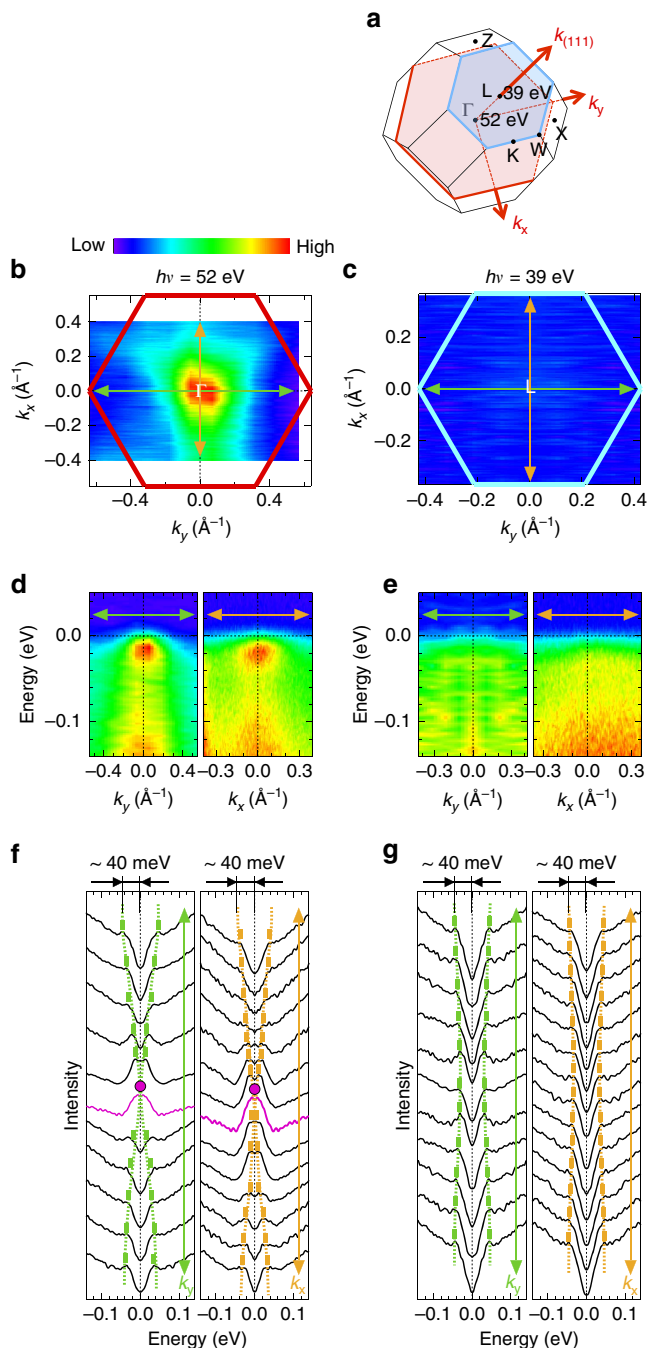 a
Z
k(111)
L
39 eV
Γ
52 eV
ky
X
K
W
kx
Low
High
b
hν = 52 eV
c
hν = 39 eV
0.4
0.2
0.0
−0.2
−0.4
kx (Å−1)
Γ
−0.4
0.0
0.4
ky (Å−1)
0.2
0.0
−0.2
kx (Å−1)
L
−0.4
−0.2
0.0
0.2
0.4
ky (Å−1)
d
e
0.0
−0.1
Energy (eV)
−0.4
0.0
0.4
ky (Å−1)
−0.3
0.0
0.3
kx (Å−1)
0.0
−0.1
Energy (eV)
−0.3
0.0
0.3
ky (Å−1)
−0.3
0.0
0.3
kx (Å−1)
f
~ 40 meV
~ 40 meV
g
~ 40 meV
~ 40 meV
Intensity
ky
kx
Intensity
ky
kx
−0.1
0.0
0.1
−0.1
0.0
0.1
Energy (eV)
−0.1
0.0
0.1
−0.1
0.0
0.1
Energy (eV)